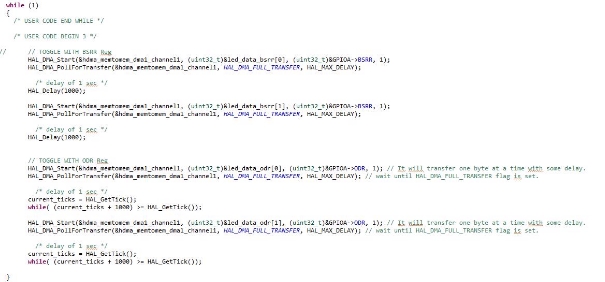 while (1)
{
/* USER CODE END WHILE */
/* USER CODE BEGIN 3 */
// // TOGGLE WITH BSRR Reg
HAL_DMA_Start(&hdma_memtomem_dma1_channel1, (uint32_t)&led_data_bsrr[0], (uint32_t)&GPIOA->BSRR, 1);
HAL_DMA_PollForTransfer(&hdma_memtomem_dma1_channel1, HAL_DMA_FULL_TRANSFER, HAL_MAX_DELAY);
/* delay of 1 sec */
HAL_Delay(1000);
HAL_DMA_Start(&hdma_memtomem_dma1_channel1, (uint32_t)&led_data_bsrr[1], (uint32_t)&GPIOA->BSRR, 1);
HAL_DMA_PollForTransfer(&hdma_memtomem_dma1_channel1, HAL_DMA_FULL_TRANSFER, HAL_MAX_DELAY);
/* delay of 1 sec */
HAL_Delay(1000);
// TOGGLE WITH ODR Reg
HAL_DMA_Start(&hdma_memtomem_dma1_channel1, (uint32_t)&led_data_odr[0], (uint32_t)&GPIOA->ODR, 1); // It will transfer one byte at a time with some delay.
HAL_DMA_PollForTransfer(&hdma_memtomem_dma1_channel1, HAL_DMA_FULL_TRANSFER, HAL_MAX_DELAY); // wait until HAL_DMA_FULL_TRANSFER flag is set.
/* delay of 1 sec */
current_ticks = HAL_GetTick();
while( (current_ticks + 1000) >= HAL_GetTick());
HAL_DMA_Start(&hdma_memtomem_dma1_channel1, (uint32_t)&led_data_odr[1], (uint32_t)&GPIOA->ODR, 1); // It will transfer one byte at a time with some delay.
HAL_DMA_PollForTransfer(&hdma_memtomem_dma1_channel1, HAL_DMA_FULL_TRANSFER, HAL_MAX_DELAY); // wait until HAL_DMA_FULL_TRANSFER flag is set.
/* delay of 1 sec */
current_ticks = HAL_GetTick();
while( (current_ticks + 1000) >= HAL_GetTick());
}